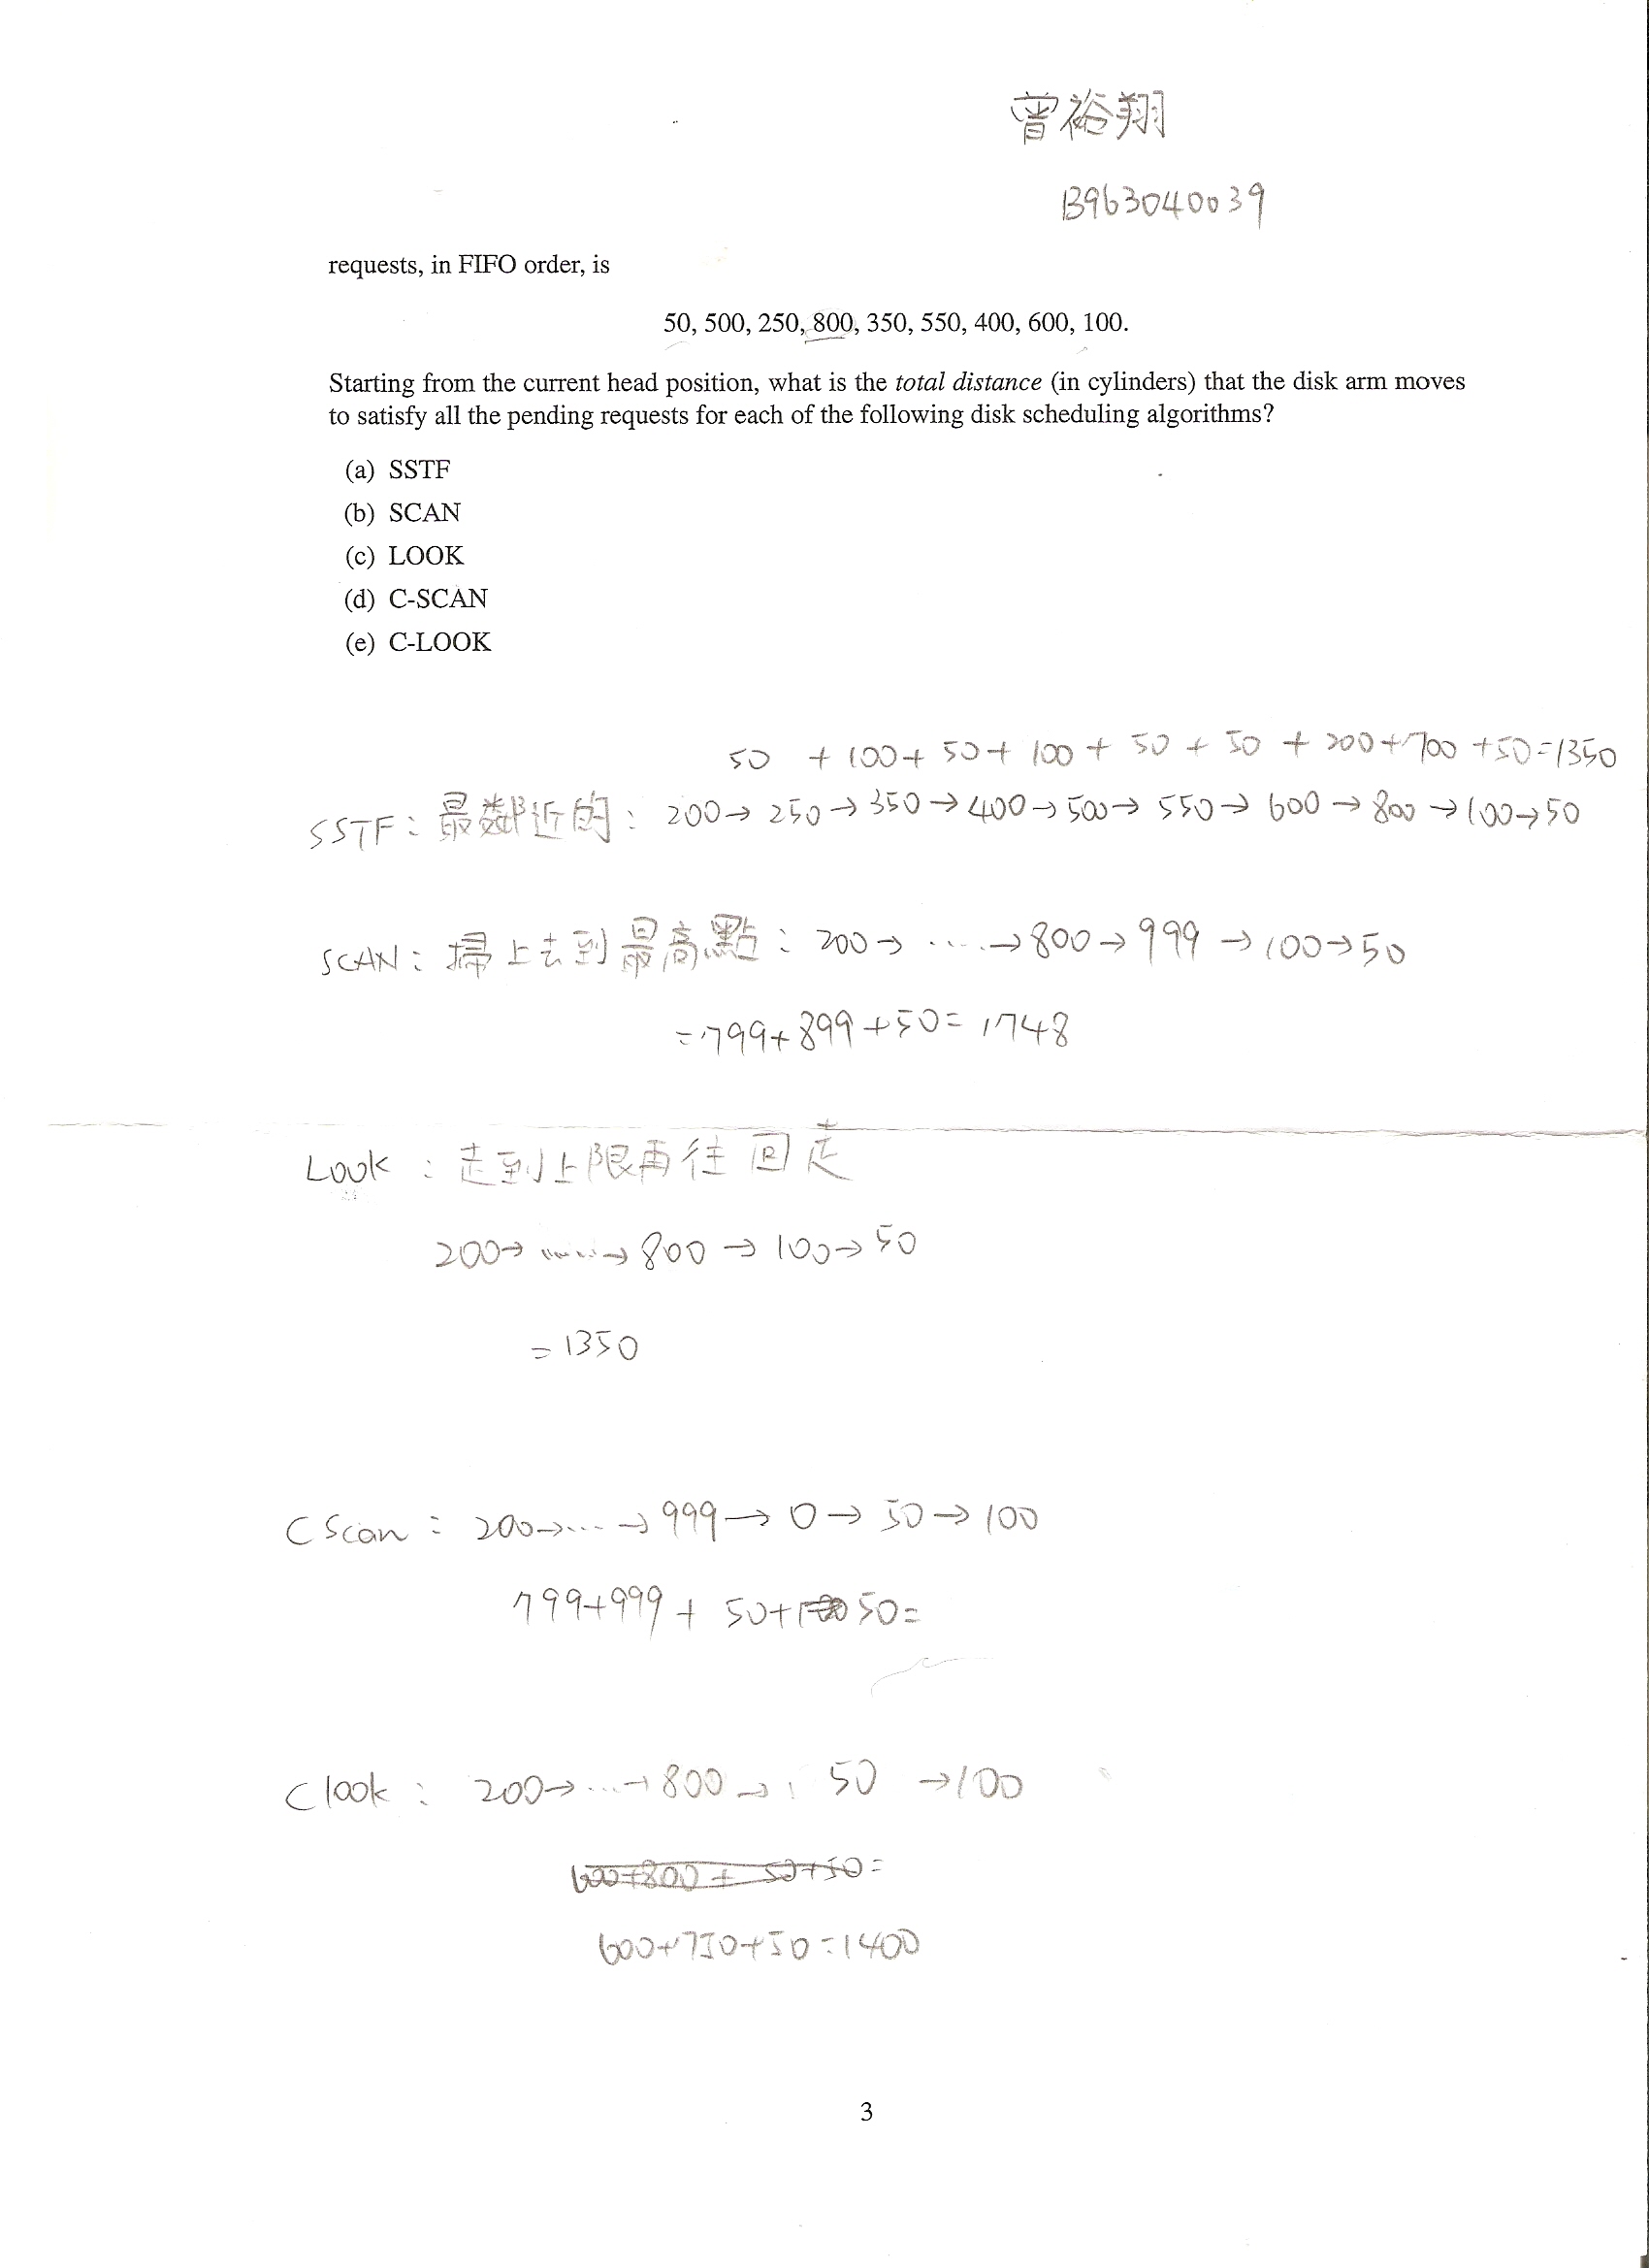 曾裕翔
B963040039
requests, in FIFO order, is
50, 500, 250, 800, 350, 550, 400, 600, 100.
Starting from the current head position, what is the total distance (in cylinders) that the disk arm moves
to satisfy all the pending requests for each of the following disk scheduling algorithms?
(a) SSTF
(b) SCAN
(c) LOOK
(d) C-SCAN
(e) C-LOOK
50 + 100 + 50 + 100 + 50 + 50 + 200 + 700 + 50 = 1350
SSTF : 最鄰近的 : 200→ 250→350→400→500→ 550→ 600→800→100→50
SCAN : 掃上去到最高點 : 200→ ....→800→999→100→50
=799+899+50= 1748
Look : 走到上限再往回走
200→ ......→800→100→50
= 1350
C Scan : 200→... →999→ 0→ 50→100
799+999+ 50+ 50=
C look : 200→...→800→ 50 →100
600+800+50+50=
600+750+50=1400
3